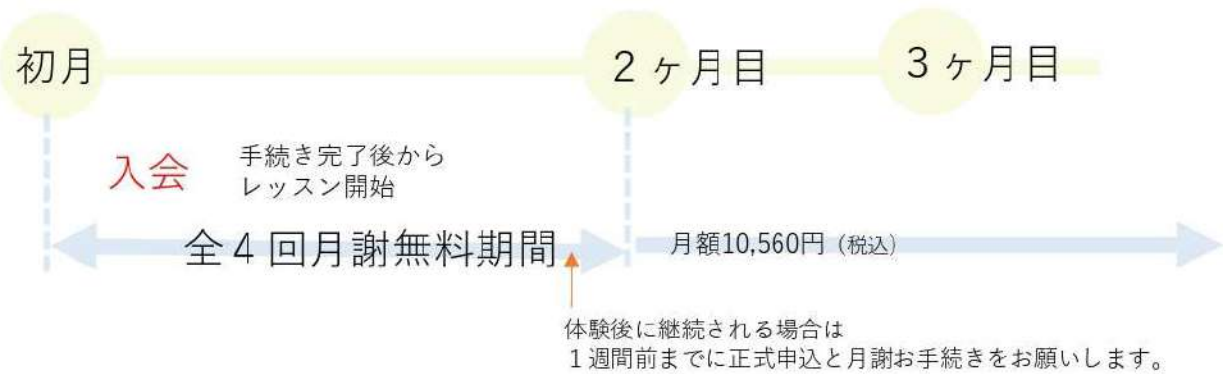 初月
２ヶ月目
３ヶ月目
入会
手続き完了後から
レッスン開始
全４回月謝無料期間
月額10,560円（税込）
体験後に継続される場合は
１週間前までに正式申込と月謝お手続きをお願いします。